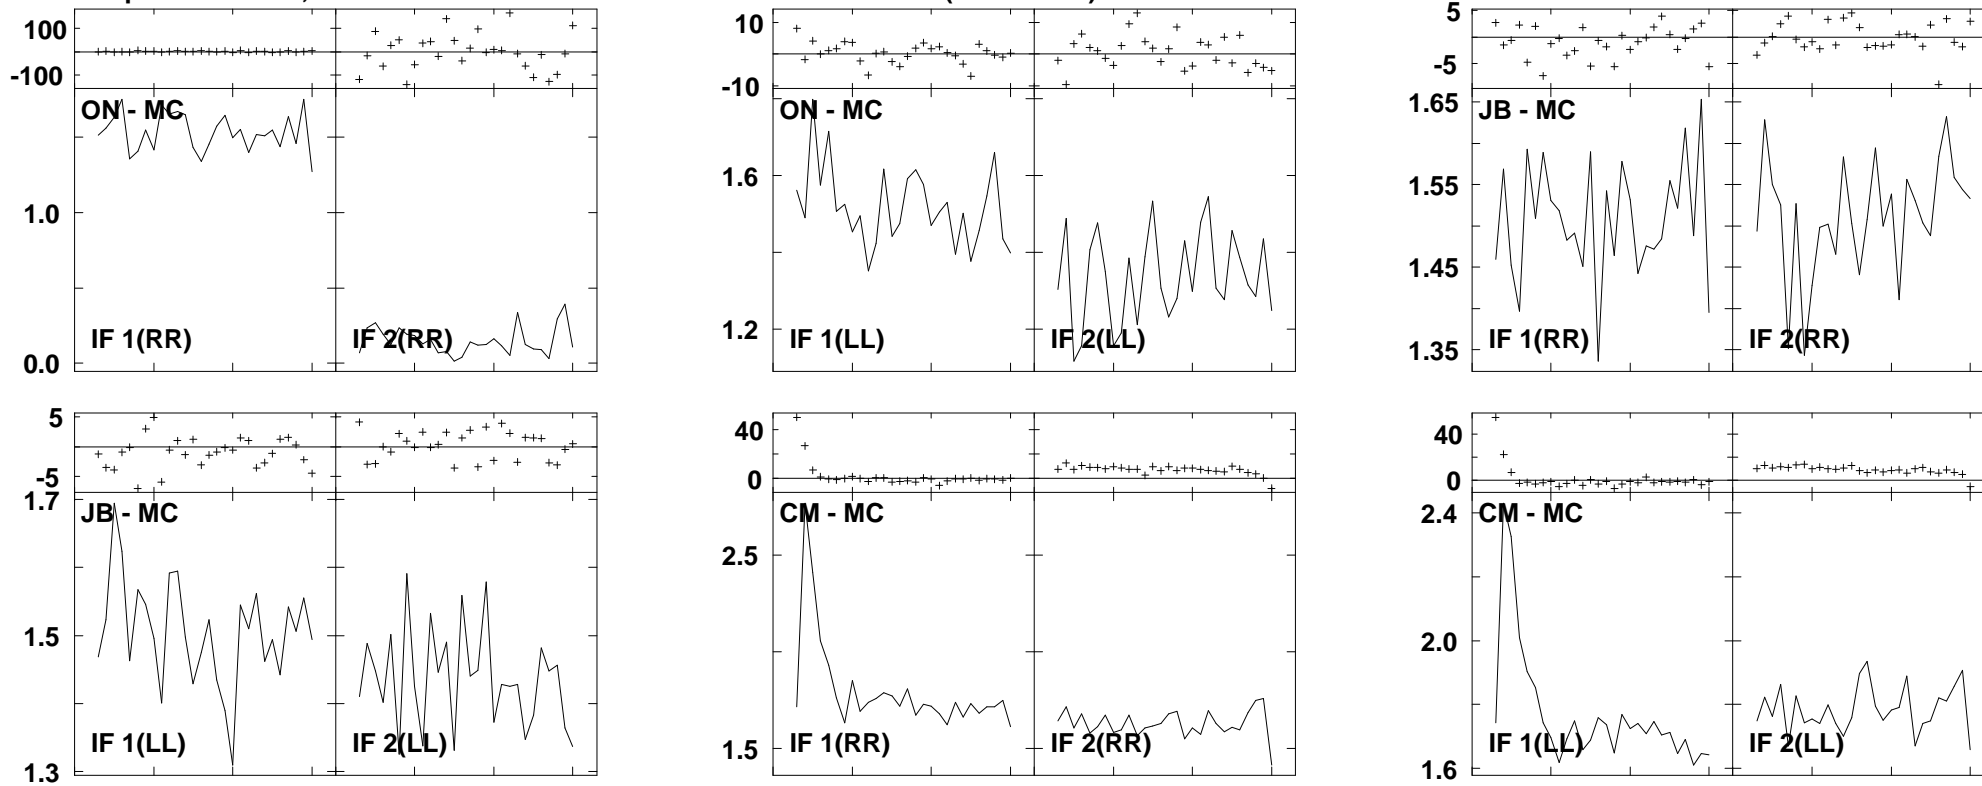 100
-100
ON - MC
1.0
0.0
IF 1(RR)
IF 2(RR)
10
-10
ON - MC
1.6
1.2
IF 1(LL)
IF 2(LL)
5
-5
JB - MC
1.65
1.55
1.45
1.35
IF 1(RR)
IF 2(RR)
5
-5
JB - MC
1.7
1.5
1.3
IF 1(LL)
IF 2(LL)
40
0
CM - MC
2.5
1.5
IF 1(RR)
IF 2(RR)
40
0
CM - MC
2.4
2.0
1.6
IF 1(LL)
IF 2(LL)